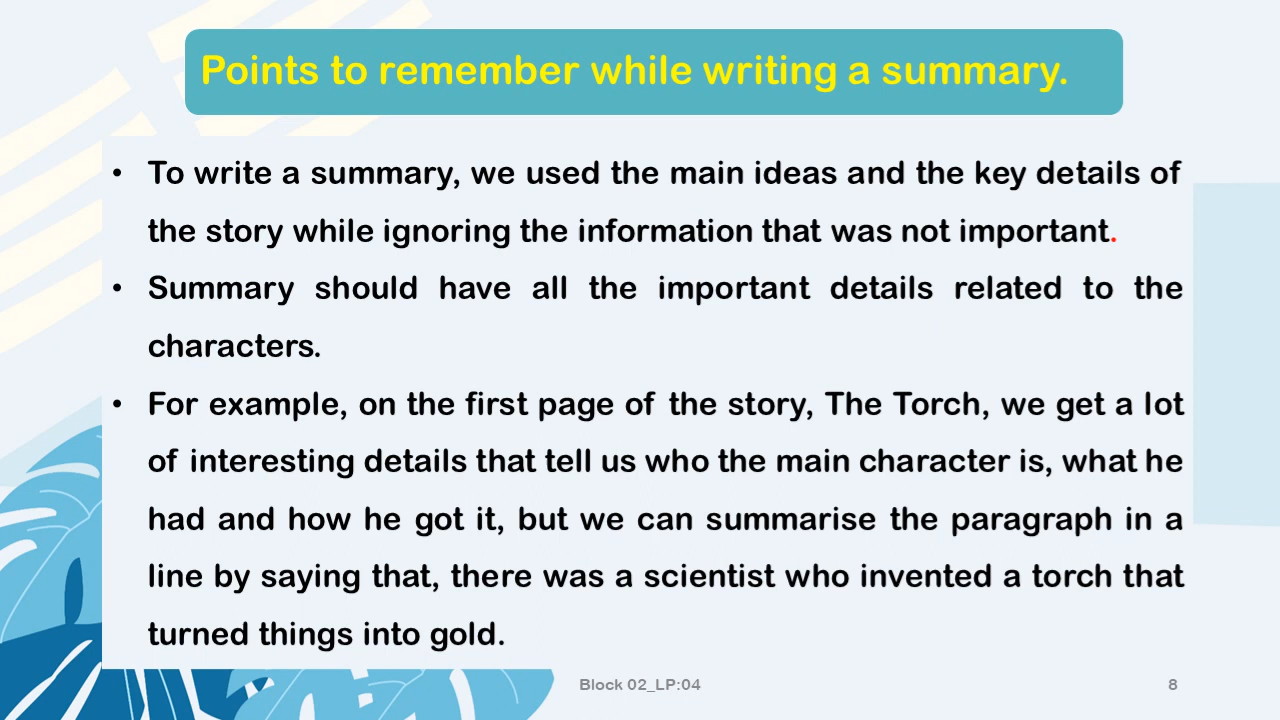 Points to remember while writing a summary.
• To write a summary, we used the main ideas and the key details of
the story while ignoring the information that was not important.
• Summary should have all the important details related to the
characters.
• For example, on the first page of the story, The Torch, we get a lot
of interesting details that tell us who the main character is, what he
had and how he got it, but we can summarise the paragraph in a
line by saying that, there was a scientist who invented a torch that
turned things into gold.
Block 02_LP:04
8